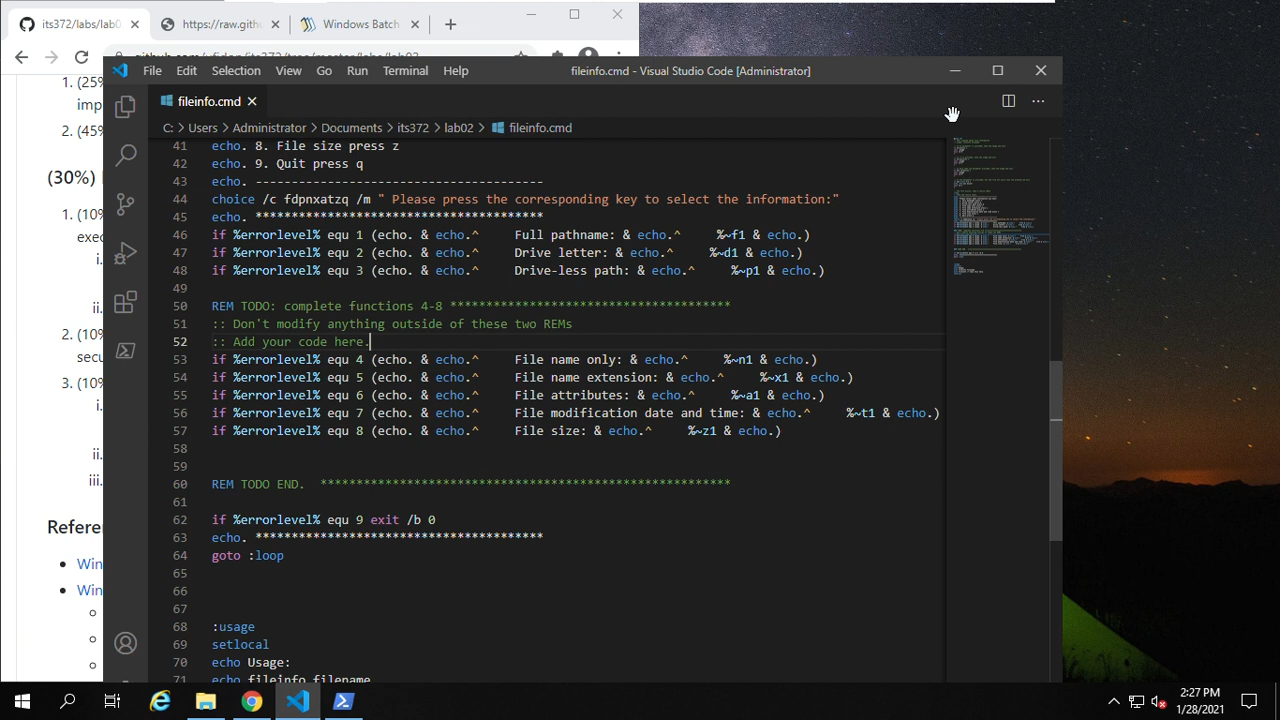 its372/labs/lab0
https://raw.gith
Windows Batch
1. (25%
imp
2. (45%
(30%)
1. (10%
exec
i.
ii.
2. (10%
secu
3. (10%
i.
ii.
iii.
Referer
Win
Win
File Edit Selection View Go Run Terminal Help
fileinfo.cmd - Visual Studio Code [Administrator]
fileinfo.cmd
C: > Users > Administrator > Documents > its372 > lab02 > fileinfo.cmd
41 echo. 8. File size press z
42 echo. 9. Quit press q
43 echo. ------------------------------------
44 choice /c fdpnxatzq /m " Please press the corresponding key to select the information:"
45 echo. ****************************************
46 if %errorlevel% equ 1 (echo. & echo.^ Full pathname: & echo.^ %~f1 & echo.)
47 if %errorlevel% equ 2 (echo. & echo.^ Drive letter: & echo.^ %~d1 & echo.)
48 if %errorlevel% equ 3 (echo. & echo.^ Drive-less path: & echo.^ %~p1 & echo.)
49
50 REM TODO: complete functions 4-8 ***************************************
51 :: Don't modify anything outside of these two REMs
52 :: Add your code here.
53 if %errorlevel% equ 4 (echo. & echo.^ File name only: & echo.^ %~n1 & echo.)
54 if %errorlevel% equ 5 (echo. & echo.^ File name extension: & echo.^ %~x1 & echo.)
55 if %errorlevel% equ 6 (echo. & echo.^ File attributes: & echo.^ %~a1 & echo.)
56 if %errorlevel% equ 7 (echo. & echo.^ File modification date and time: & echo.^ %~t1 & echo.)
57 if %errorlevel% equ 8 (echo. & echo.^ File size: & echo.^ %~z1 & echo.)
58
59
60 REM TODO END. *********************************************************
61
62 if %errorlevel% equ 9 exit /b 0
63 echo. ****************************************
64 goto :loop
65
66
67
68 :usage
69 setlocal
70 echo Usage:
71 echo fileinfo filename
2:27 PM
1/28/2021